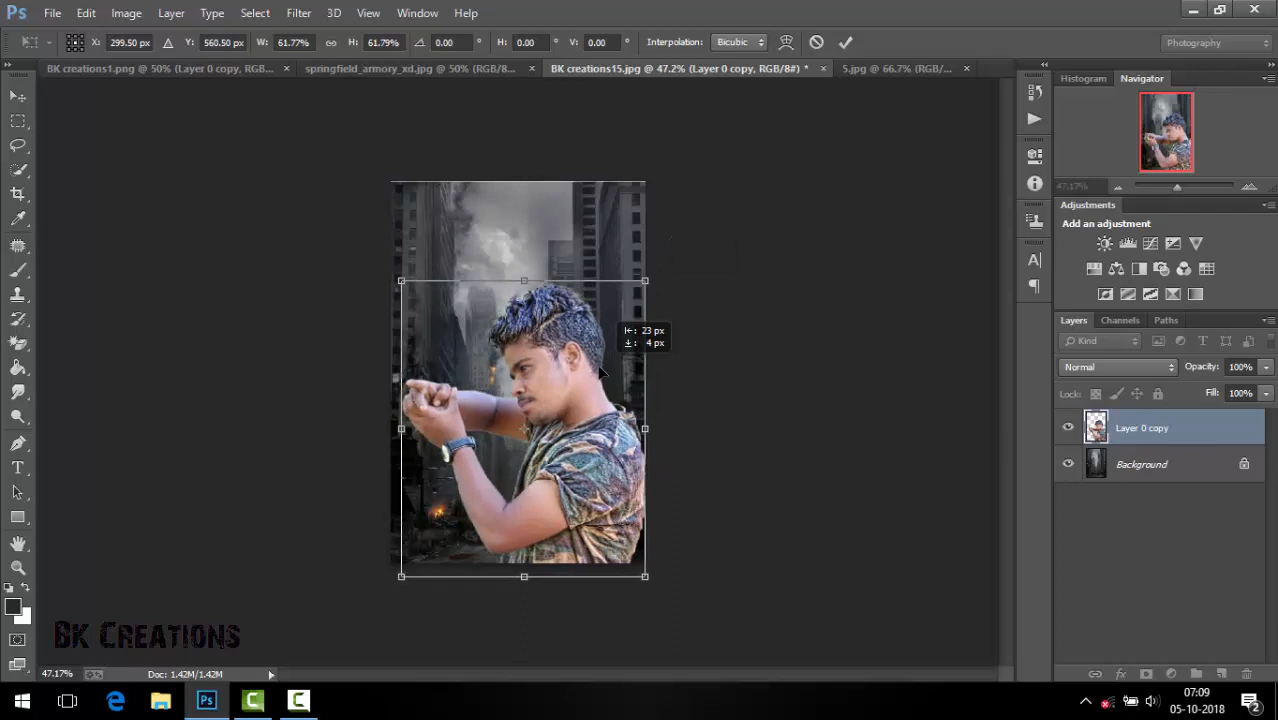 Ps File Edit Image Layer Type Select Filter 3D View Window Help
X: 299.50 px Y: 560.50 px W: 61.77% H: 61.79% 0.00 ° H: 0.00 ° V: 0.00 ° Interpolation: Bicubic Photography
BK creations1.png @ 50% (Layer 0 copy, RGB... × springfield_armory_xd.jpg @ 50% (RGB/8... × BK creations15.jpg @ 47.2% (Layer 0 copy, RGB/8#) * × 5.jpg @ 66.7% (RGB/... ×
Histogram Navigator
47.17%
Adjustments
Add an adjustment
Layers Channels Paths
Kind
Normal Opacity: 100%
Lock: Fill: 100%
Layer 0 copy
Background
23 px
4 px
BK CREATIONS
47.17% Doc: 1.42M/1.42M
Ps 07:09
05-10-2018 2